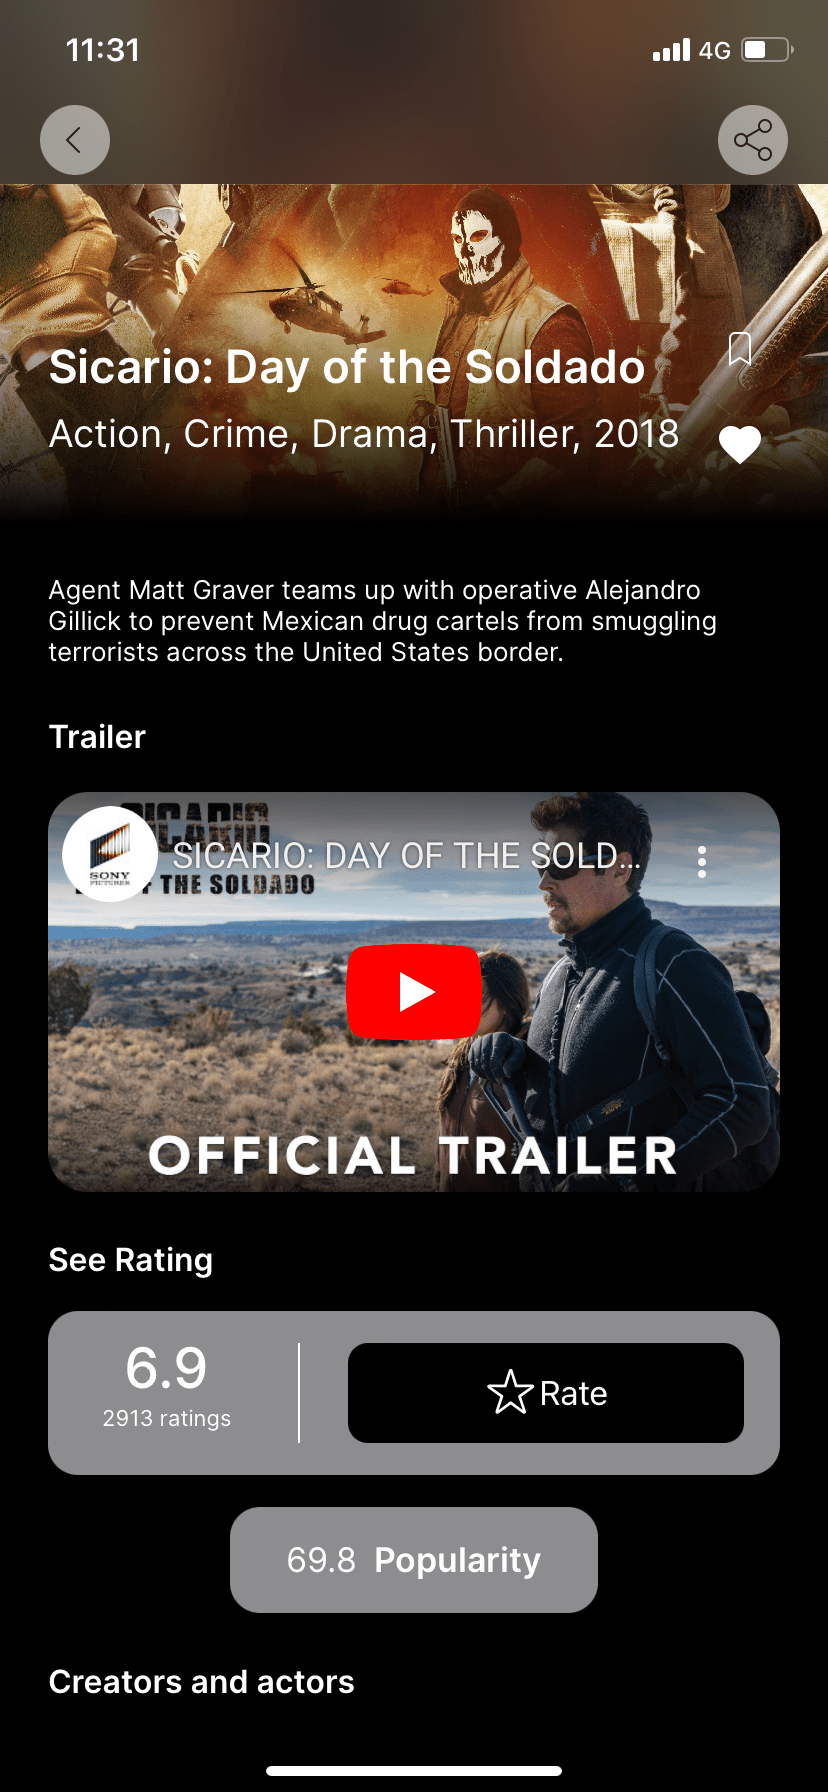 11:31
4G
Sicario: Day of the Soldado
Action, Crime, Drama, Thriller, 2018
Agent Matt Graver teams up with operative Alejandro
Gillick to prevent Mexican drug cartels from smuggling
terrorists across the United States border.
Trailer
SICARIO
SICARIO: DAY OF THE SOLD...
SONY
PICTURES
THE SOLDADO
OFFICIAL TRAILER
See Rating
6.9
2913 ratings
Rate
69.8 Popularity
Creators and actors